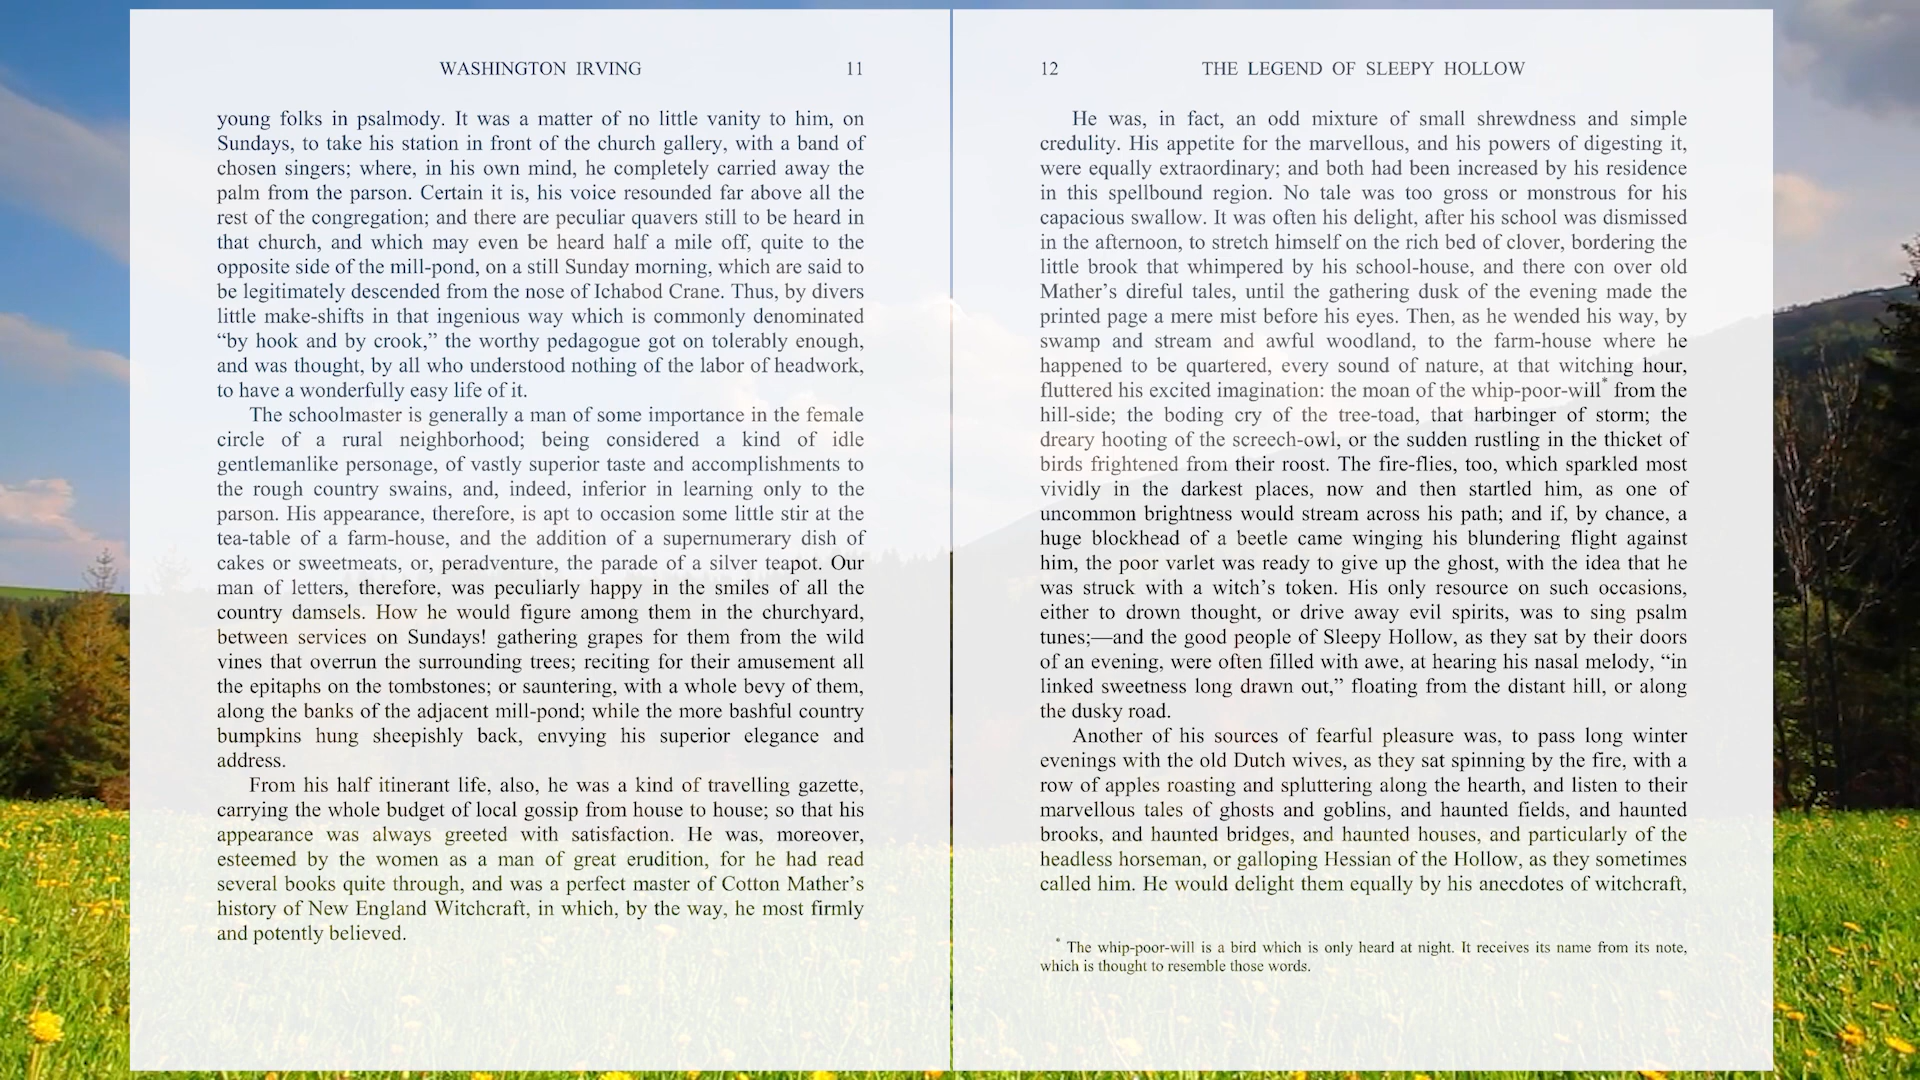 WASHINGTON IRVING 11
young folks in psalmody. It was a matter of no little vanity to him, on
Sundays, to take his station in front of the church gallery, with a band of
chosen singers; where, in his own mind, he completely carried away the
palm from the parson. Certain it is, his voice resounded far above all the
rest of the congregation; and there are peculiar quavers still to be heard in
that church, and which may even be heard half a mile off, quite to the
opposite side of the mill-pond, on a still Sunday morning, which are said to
be legitimately descended from the nose of Ichabod Crane. Thus, by divers
little make-shifts in that ingenious way which is commonly denominated
“by hook and by crook,” the worthy pedagogue got on tolerably enough,
and was thought, by all who understood nothing of the labor of headwork,
to have a wonderfully easy life of it.
The schoolmaster is generally a man of some importance in the female
circle of a rural neighborhood; being considered a kind of idle
gentlemanlike personage, of vastly superior taste and accomplishments to
the rough country swains, and, indeed, inferior in learning only to the
parson. His appearance, therefore, is apt to occasion some little stir at the
tea-table of a farm-house, and the addition of a supernumerary dish of
cakes or sweetmeats, or, peradventure, the parade of a silver teapot. Our
man of letters, therefore, was peculiarly happy in the smiles of all the
country damsels. How he would figure among them in the churchyard,
between services on Sundays! gathering grapes for them from the wild
vines that overrun the surrounding trees; reciting for their amusement all
the epitaphs on the tombstones; or sauntering, with a whole bevy of them,
along the banks of the adjacent mill-pond; while the more bashful country
bumpkins hung sheepishly back, envying his superior elegance and
address.
From his half itinerant life, also, he was a kind of travelling gazette,
carrying the whole budget of local gossip from house to house; so that his
appearance was always greeted with satisfaction. He was, moreover,
esteemed by the women as a man of great erudition, for he had read
several books quite through, and was a perfect master of Cotton Mather’s
history of New England Witchcraft, in which, by the way, he most firmly
and potently believed.
12 THE LEGEND OF SLEEPY HOLLOW
He was, in fact, an odd mixture of small shrewdness and simple
credulity. His appetite for the marvellous, and his powers of digesting it,
were equally extraordinary; and both had been increased by his residence
in this spellbound region. No tale was too gross or monstrous for his
capacious swallow. It was often his delight, after his school was dismissed
in the afternoon, to stretch himself on the rich bed of clover, bordering the
little brook that whimpered by his school-house, and there con over old
Mather’s direful tales, until the gathering dusk of the evening made the
printed page a mere mist before his eyes. Then, as he wended his way, by
swamp and stream and awful woodland, to the farm-house where he
happened to be quartered, every sound of nature, at that witching hour,
fluttered his excited imagination: the moan of the whip-poor-will* from the
hill-side; the boding cry of the tree-toad, that harbinger of storm; the
dreary hooting of the screech-owl, or the sudden rustling in the thicket of
birds frightened from their roost. The fire-flies, too, which sparkled most
vividly in the darkest places, now and then startled him, as one of
uncommon brightness would stream across his path; and if, by chance, a
huge blockhead of a beetle came winging his blundering flight against
him, the poor varlet was ready to give up the ghost, with the idea that he
was struck with a witch’s token. His only resource on such occasions,
either to drown thought, or drive away evil spirits, was to sing psalm
tunes;—and the good people of Sleepy Hollow, as they sat by their doors
of an evening, were often filled with awe, at hearing his nasal melody, “in
linked sweetness long drawn out,” floating from the distant hill, or along
the dusky road.
Another of his sources of fearful pleasure was, to pass long winter
evenings with the old Dutch wives, as they sat spinning by the fire, with a
row of apples roasting and spluttering along the hearth, and listen to their
marvellous tales of ghosts and goblins, and haunted fields, and haunted
brooks, and haunted bridges, and haunted houses, and particularly of the
headless horseman, or galloping Hessian of the Hollow, as they sometimes
called him. He would delight them equally by his anecdotes of witchcraft,
* The whip-poor-will is a bird which is only heard at night. It receives its name from its note,
which is thought to resemble those words.